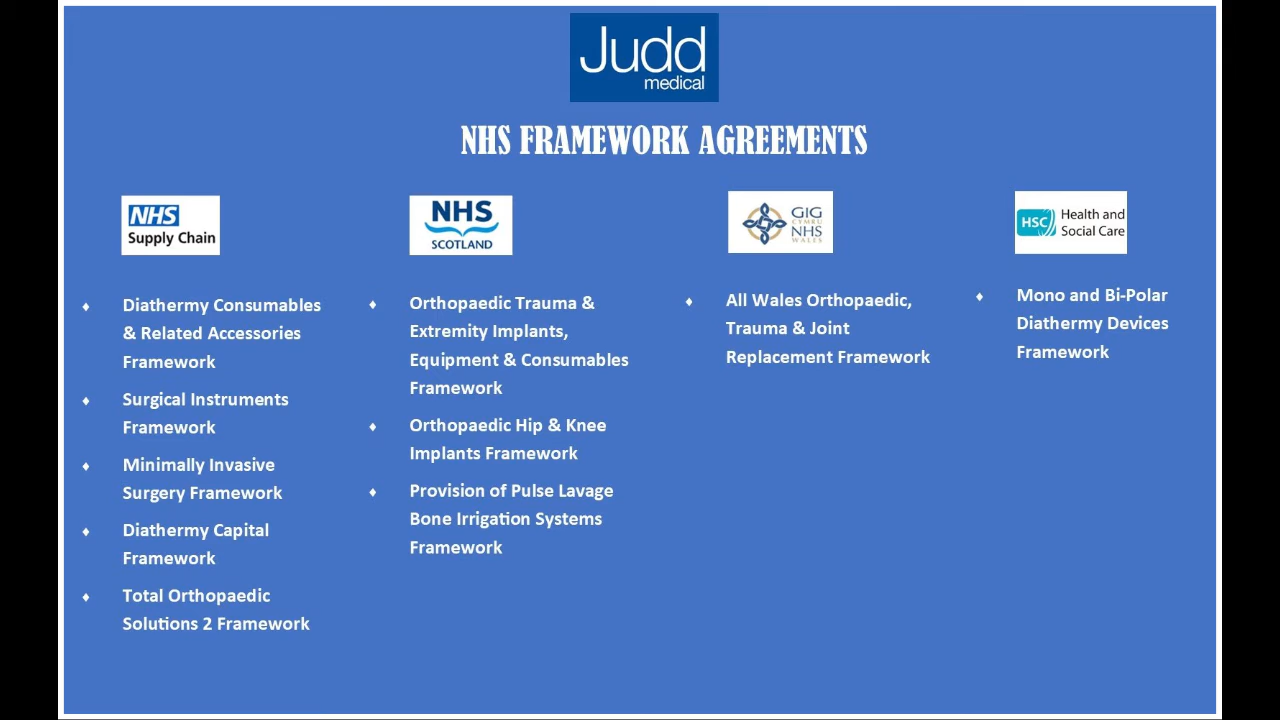 Judd
medical
NHS FRAMEWORK AGREEMENTS
NHS
Supply Chain
Diathermy Consumables
& Related Accessories
Framework
Surgical Instruments
Framework
Minimally Invasive
Surgery Framework
Diathermy Capital
Framework
Total Orthopaedic
Solutions 2 Framework
NHS
SCOTLAND
Orthopaedic Trauma &
Extremity Implants,
Equipment & Consumables
Framework
Orthopaedic Hip & Knee
Implants Framework
Provision of Pulse Lavage
Bone Irrigation Systems
Framework
GIG
CYMRU
NHS
WALES
All Wales Orthopaedic,
Trauma & Joint
Replacement Framework
HSC
Health and
Social Care
Mono and Bi-Polar
Diathermy Devices
Framework